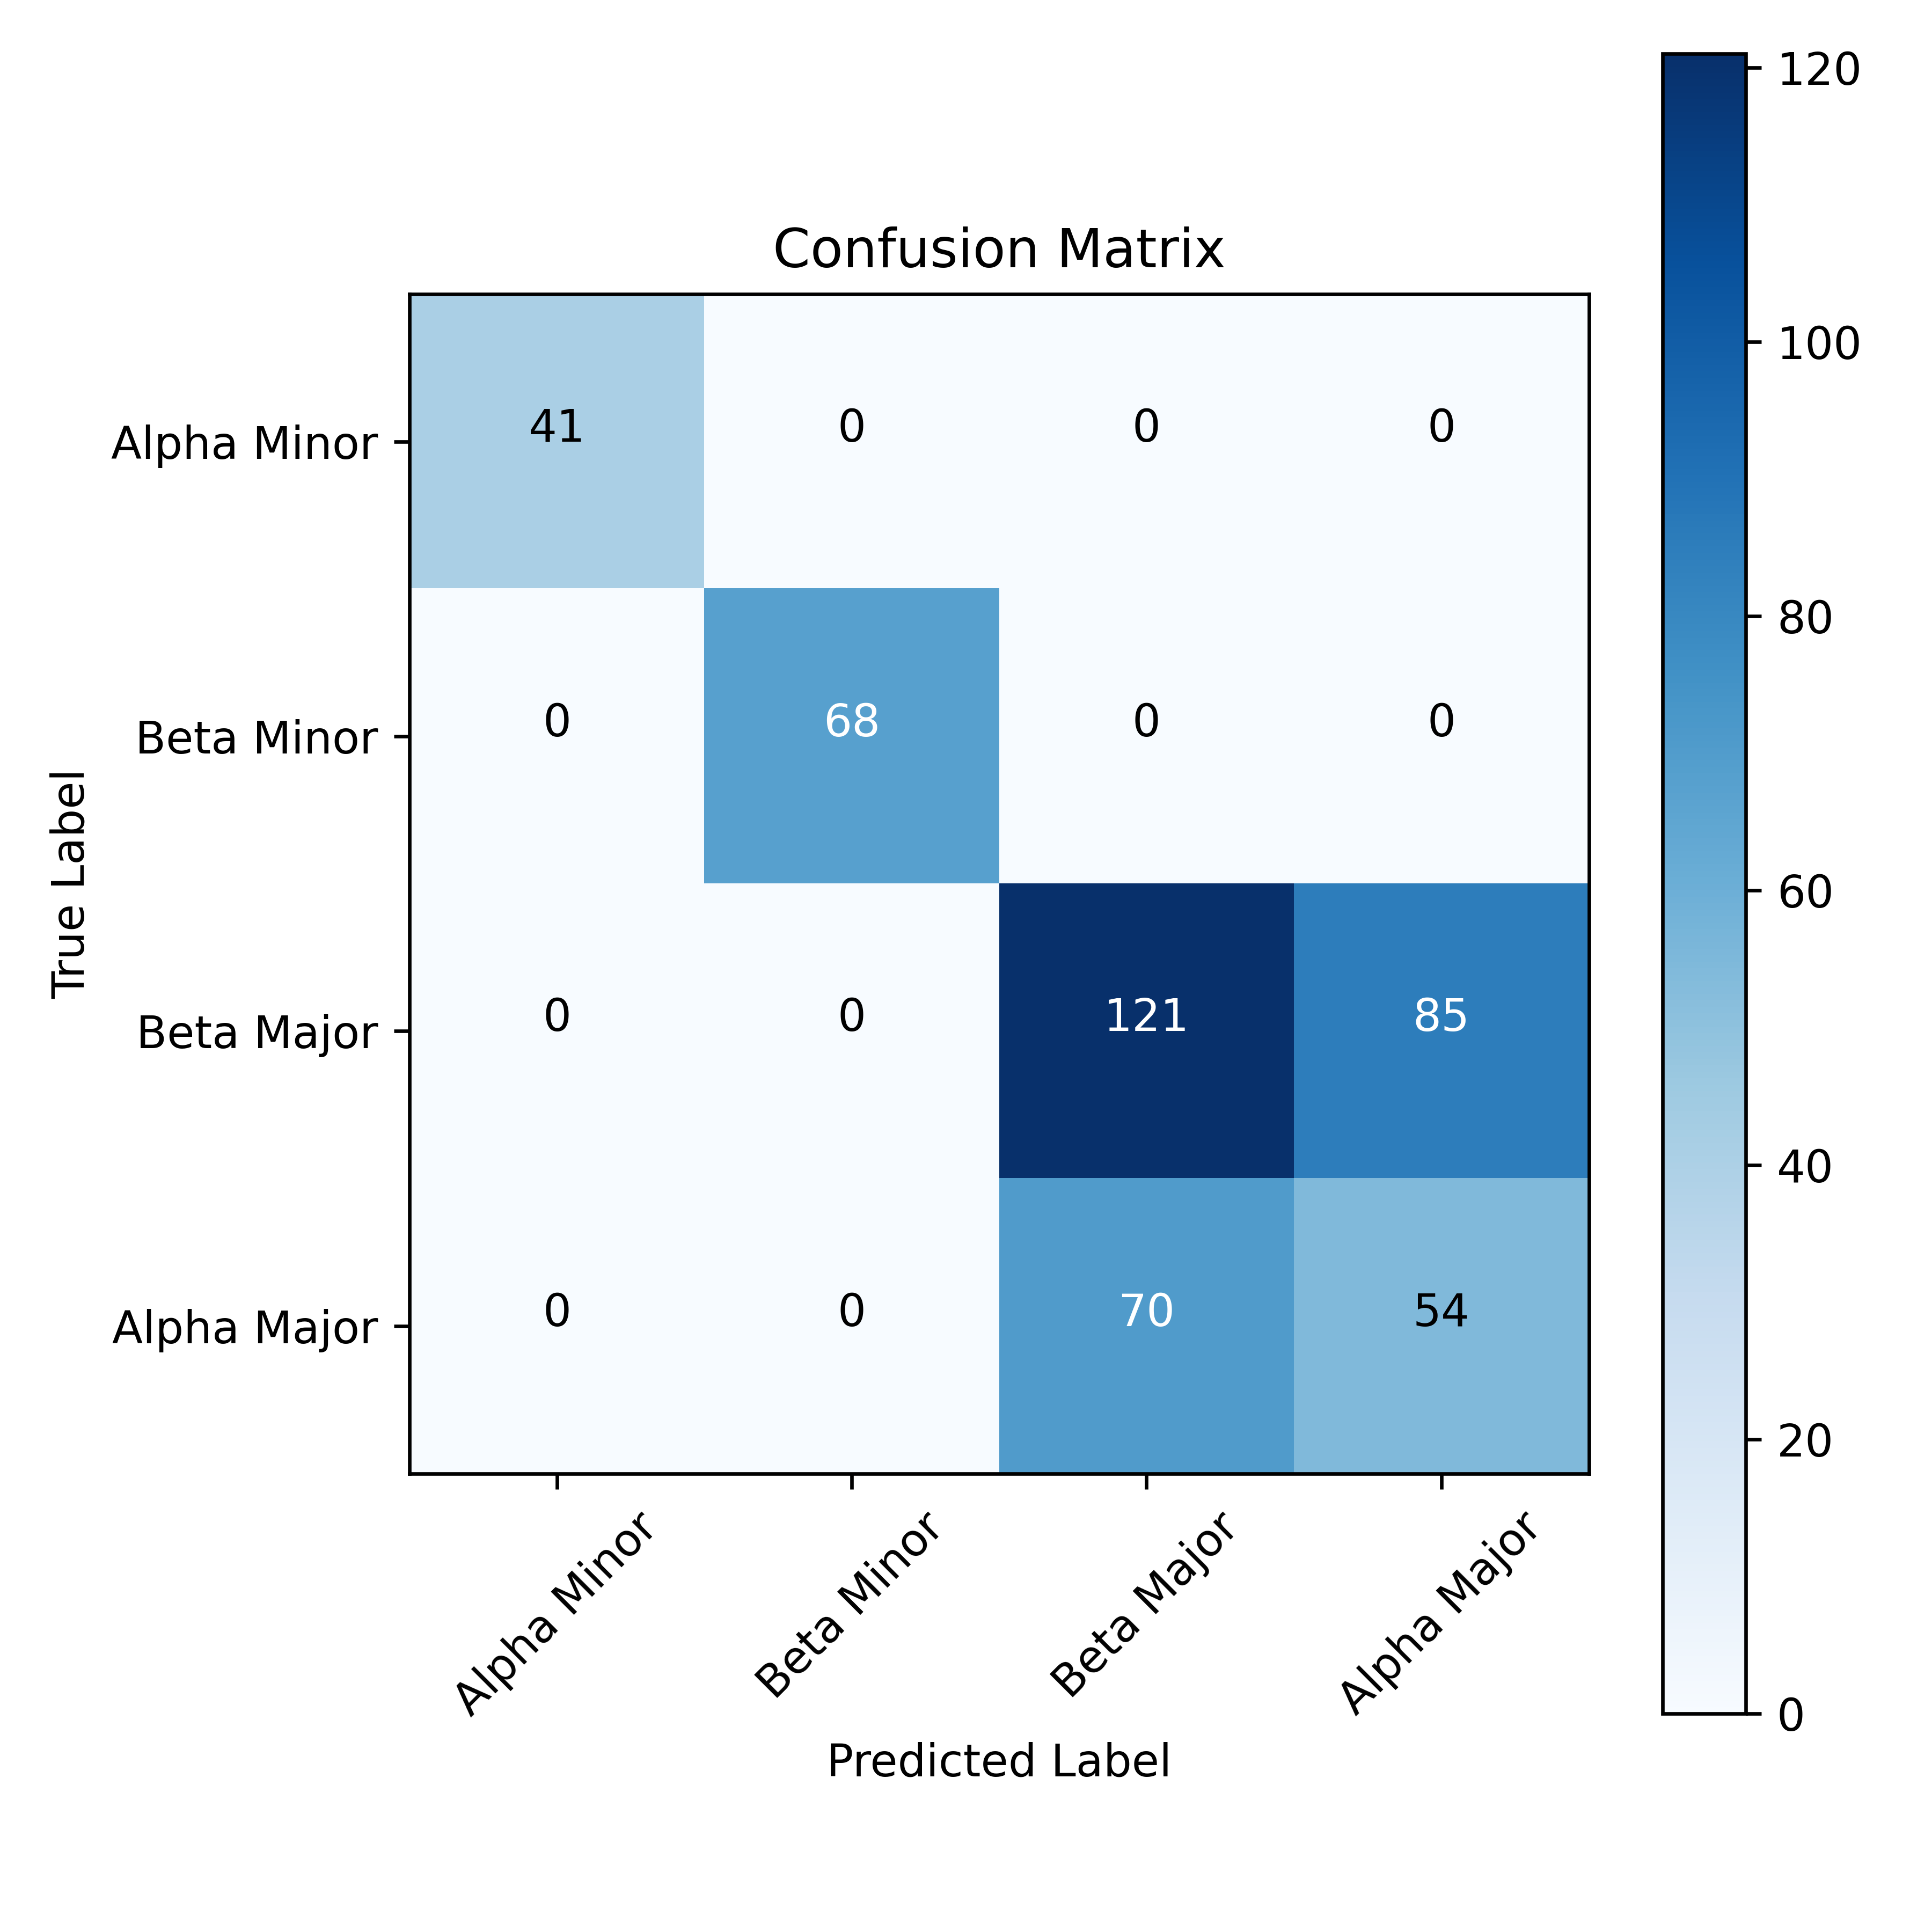 Confusion Matrix
True Label
Alpha Minor 41 0 0 0
Beta Minor 0 68 0 0
Beta Major 0 0 121 85
Alpha Major 0 0 70 54
Alpha Minor Beta Minor Beta Major Alpha Major
Predicted Label
120
100
80
60
40
20
0